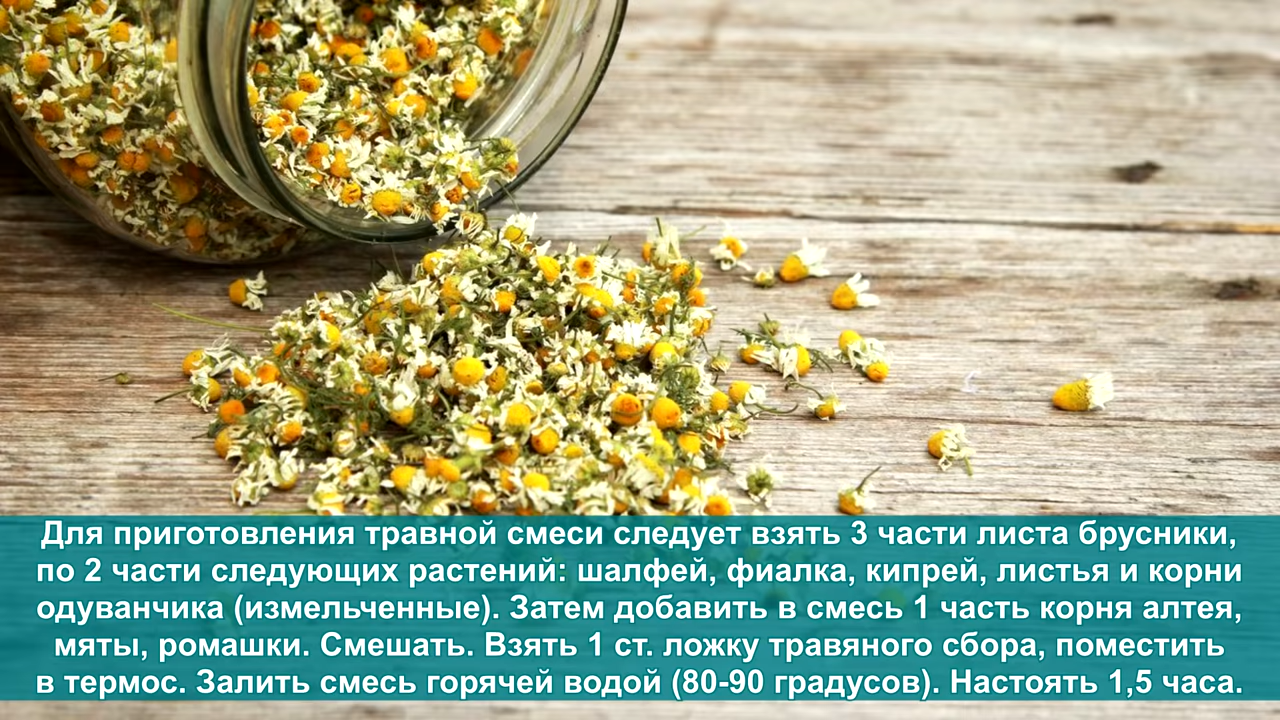 Для приготовления травной смеси следует взять 3 части листа брусники,
по 2 части следующих растений: шалфей, фиалка, кипрей, листья и корни
одуванчика (измельченные). Затем добавить в смесь 1 часть корня алтея,
мяты, ромашки. Смешать. Взять 1 ст. ложку травяного сбора, поместить
в термос. Залить смесь горячей водой (80-90 градусов). Настоять 1,5 часа.